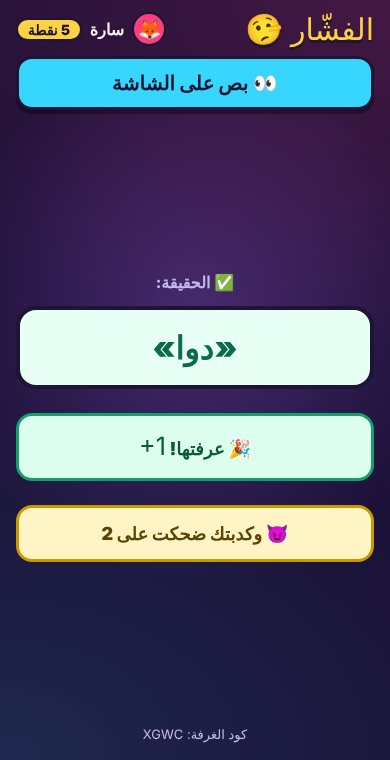 الفشّار 🤥
🦊 سارة 5 نقطة
👀 بص على الشاشة
✅ الحقيقة:
«دوا»
🎉 عرفتها! 1+
😈 وكدبتك ضحكت على 2
كود الغرفة: XGWC